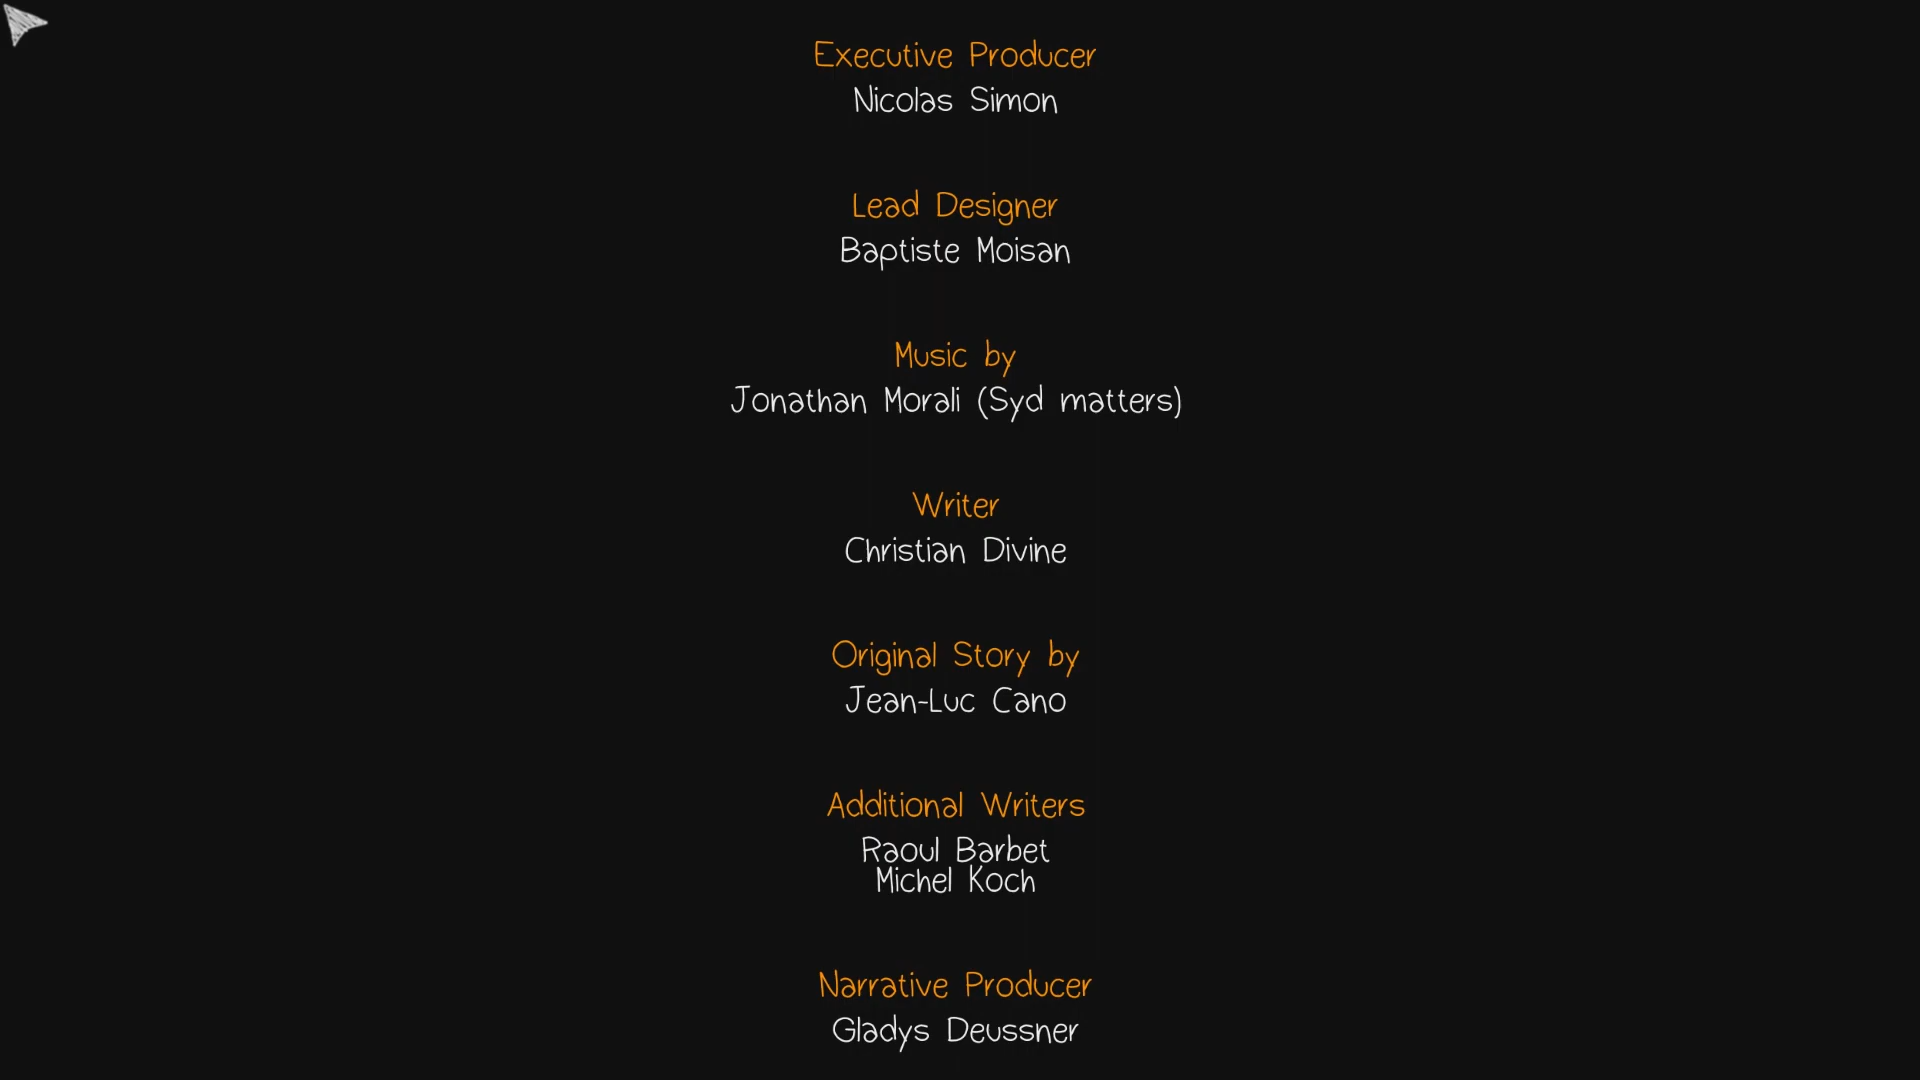 Executive Producer
Nicolas Simon
Lead Designer
Baptiste Moisan
Music by
Jonathan Morali (Syd matters)
Writer
Christian Divine
Original Story by
Jean-Luc Cano
Additional Writers
Raoul Barbet
Michel Koch
Narrative Producer
Gladys Deussner